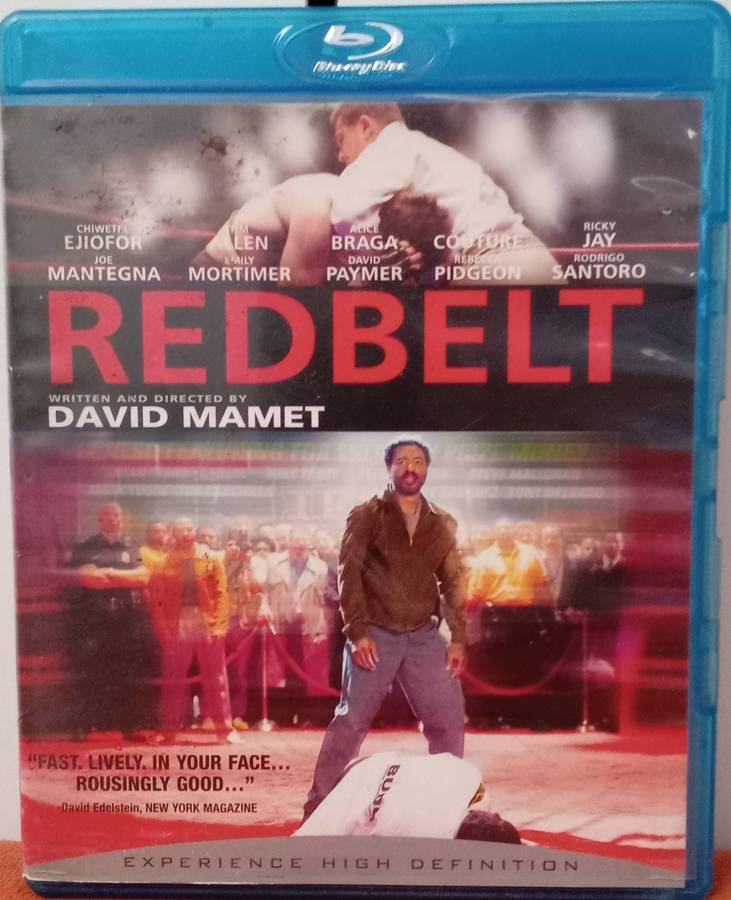 Blu-ray Disc
CHIWETEL
EJIOFOR
TIM
ALLEN
ALICE
BRAGA
COUTURE
RICKY
JAY
JOE
MANTEGNA
EMILY
MORTIMER
DAVID
PAYMER
REBECCA
PIDGEON
RODRIGO
SANTORO
REDBELT
WRITTEN AND DIRECTED BY
DAVID MAMET
"FAST. LIVELY. IN YOUR FACE...
ROUSINGLY GOOD..."
-David Edelstein, NEW YORK MAGAZINE
EXPERIENCE HIGH DEFINITION